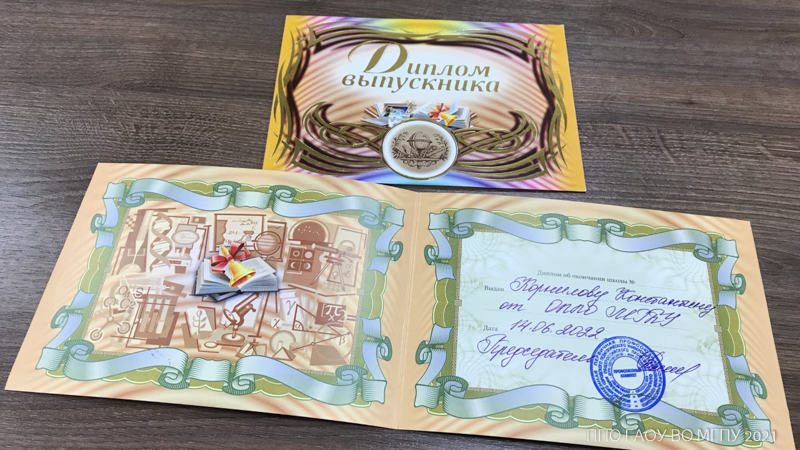 Диплом
выпускника
Диплом об окончании школы №
Выдан Корнилову Константину
от ОППО МГПУ
Дата 14.06.2022
Председатель
ППО ГАОУ ВО МГПУ 2021